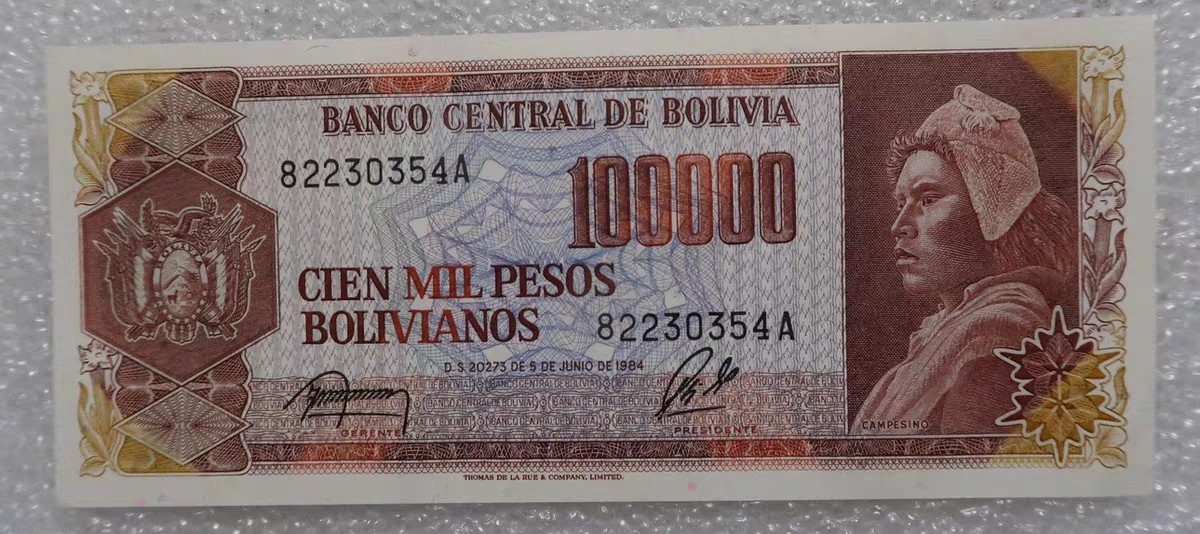 BANCO CENTRAL DE BOLIVIA
82230354A
100000
CIEN MIL PESOS
BOLIVIANOS
82230354A
D.S. 20273 DE 5 DE JUNIO DE 1984
GERENTE
PRESIDENTE
CAMPESINO
THOMAS DE LA RUE & COMPANY, LIMITED.